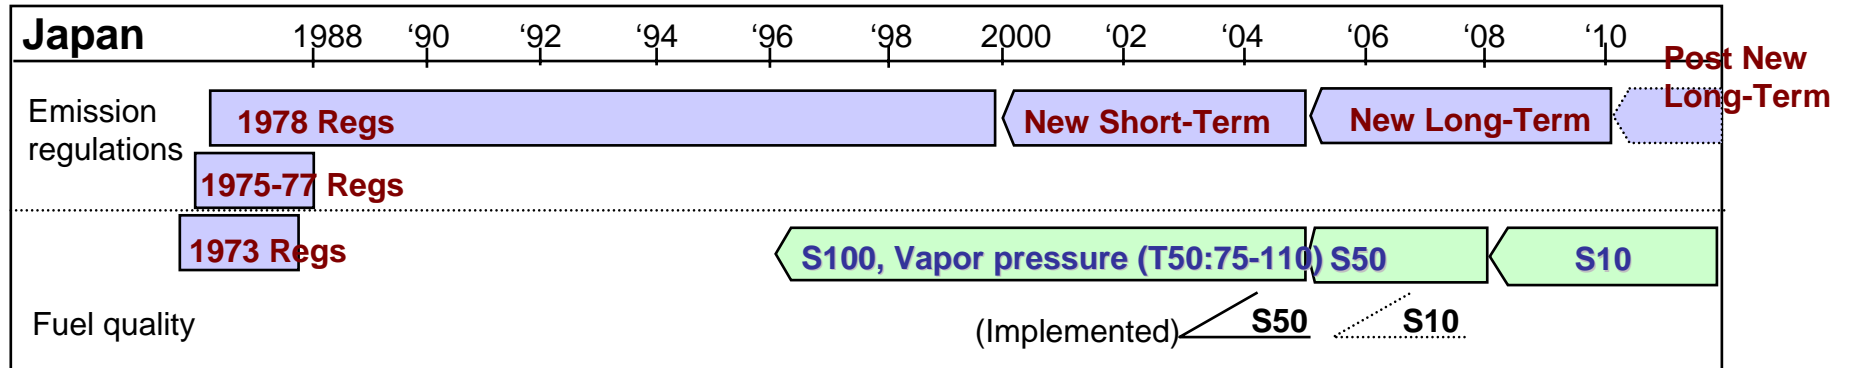 Japan
1988 ‘90 ‘92 ‘94 ‘96 ‘98 2000 ‘02 ‘04 ‘06 ‘08 ‘10
Post New
Long-Term
Emission
regulations
1978 Regs
New Short-Term
New Long-Term
1975-77 Regs
1973 Regs
S100, Vapor pressure (T50:75-110)
S50
S10
Fuel quality
(Implemented)
S50
S10